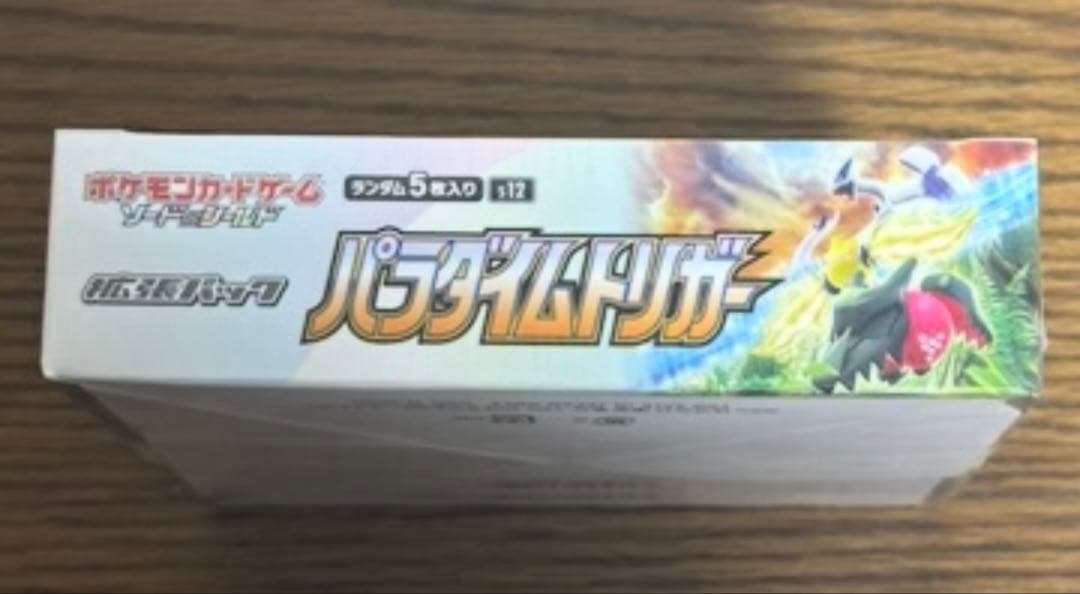 ポケモンカードゲーム
ソード&シールド
ランダム5枚入り s12
拡張パック
パラダイムトリガー